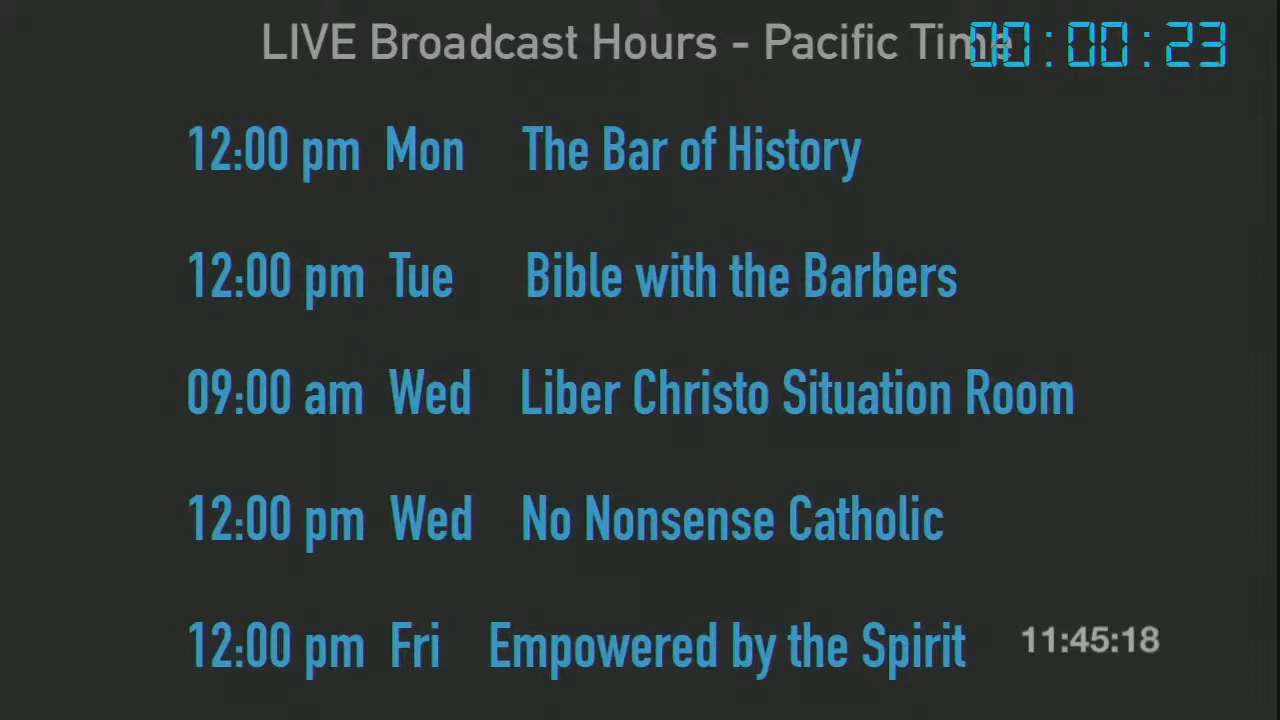 LIVE Broadcast Hours - Pacific Time
00:00:23
12:00 pm Mon The Bar of History
12:00 pm Tue Bible with the Barbers
09:00 am Wed Liber Christo Situation Room
12:00 pm Wed No Nonsense Catholic
12:00 pm Fri Empowered by the Spirit
11:45:18